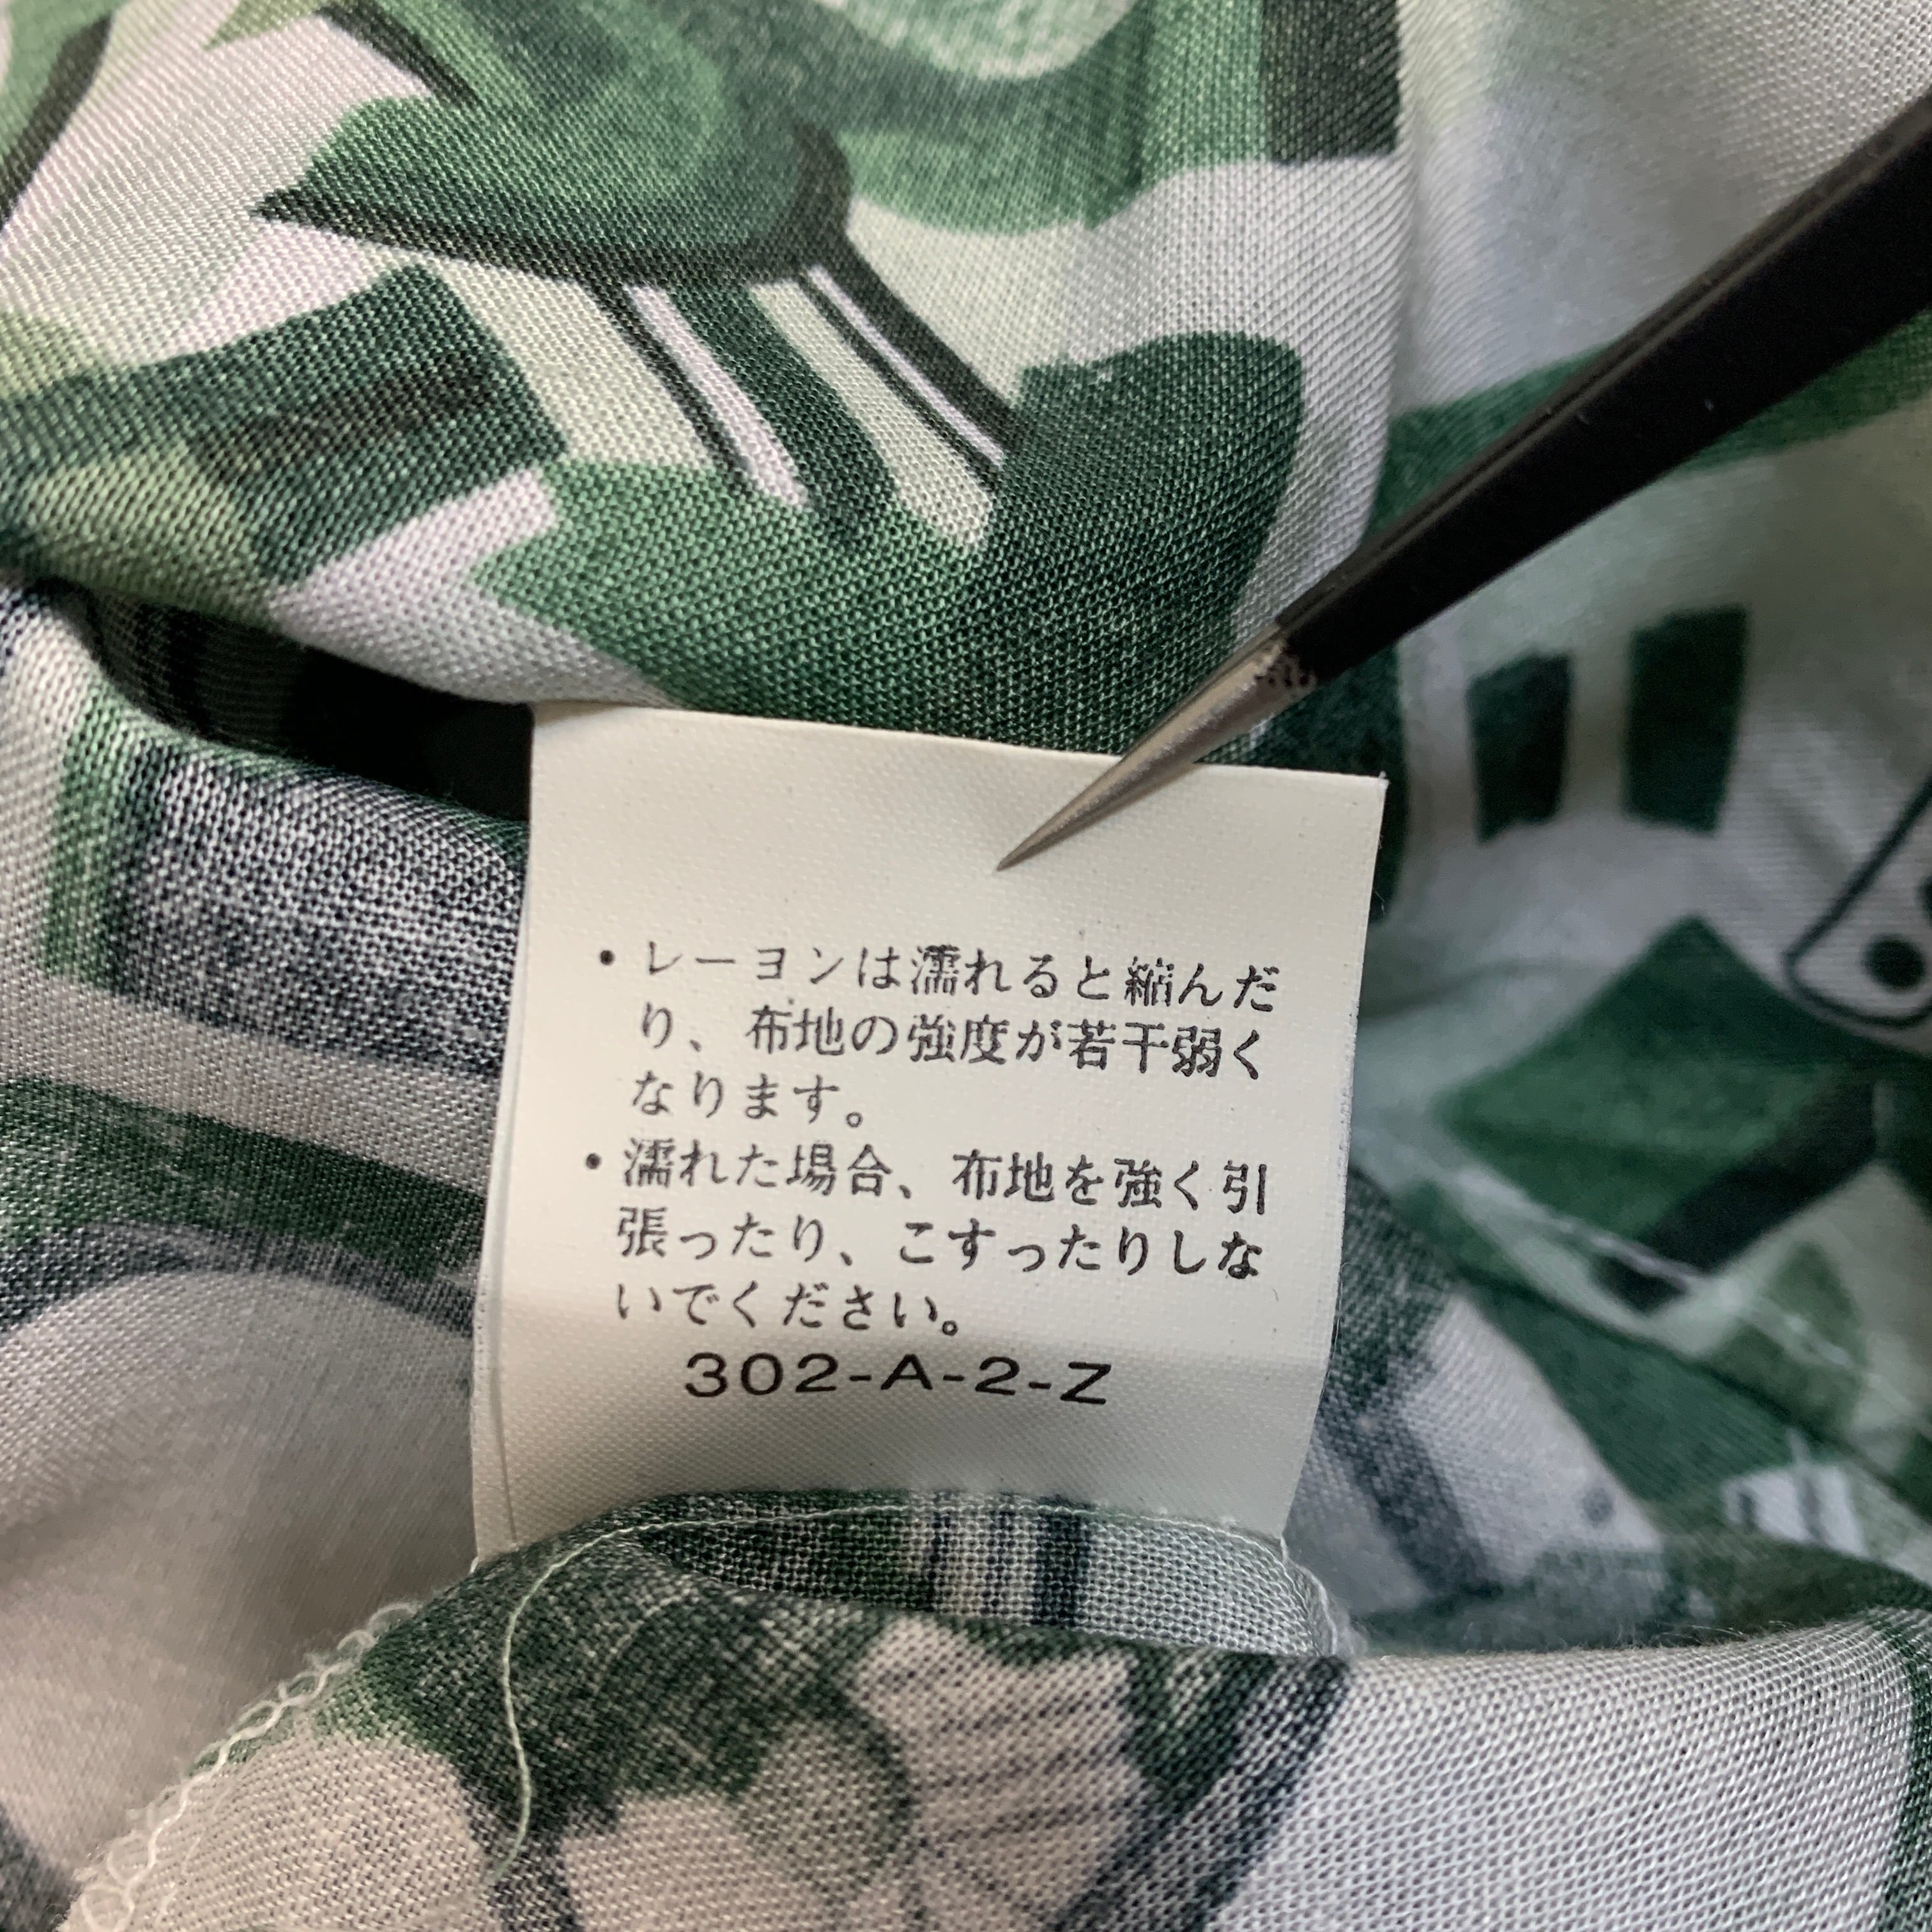 ・レーヨンは濡れると縮んだ
り、布地の強度が若干弱く
なります。
・濡れた場合、布地を強く引
張ったり、こすったりしな
いでください。
302-A-2-Z